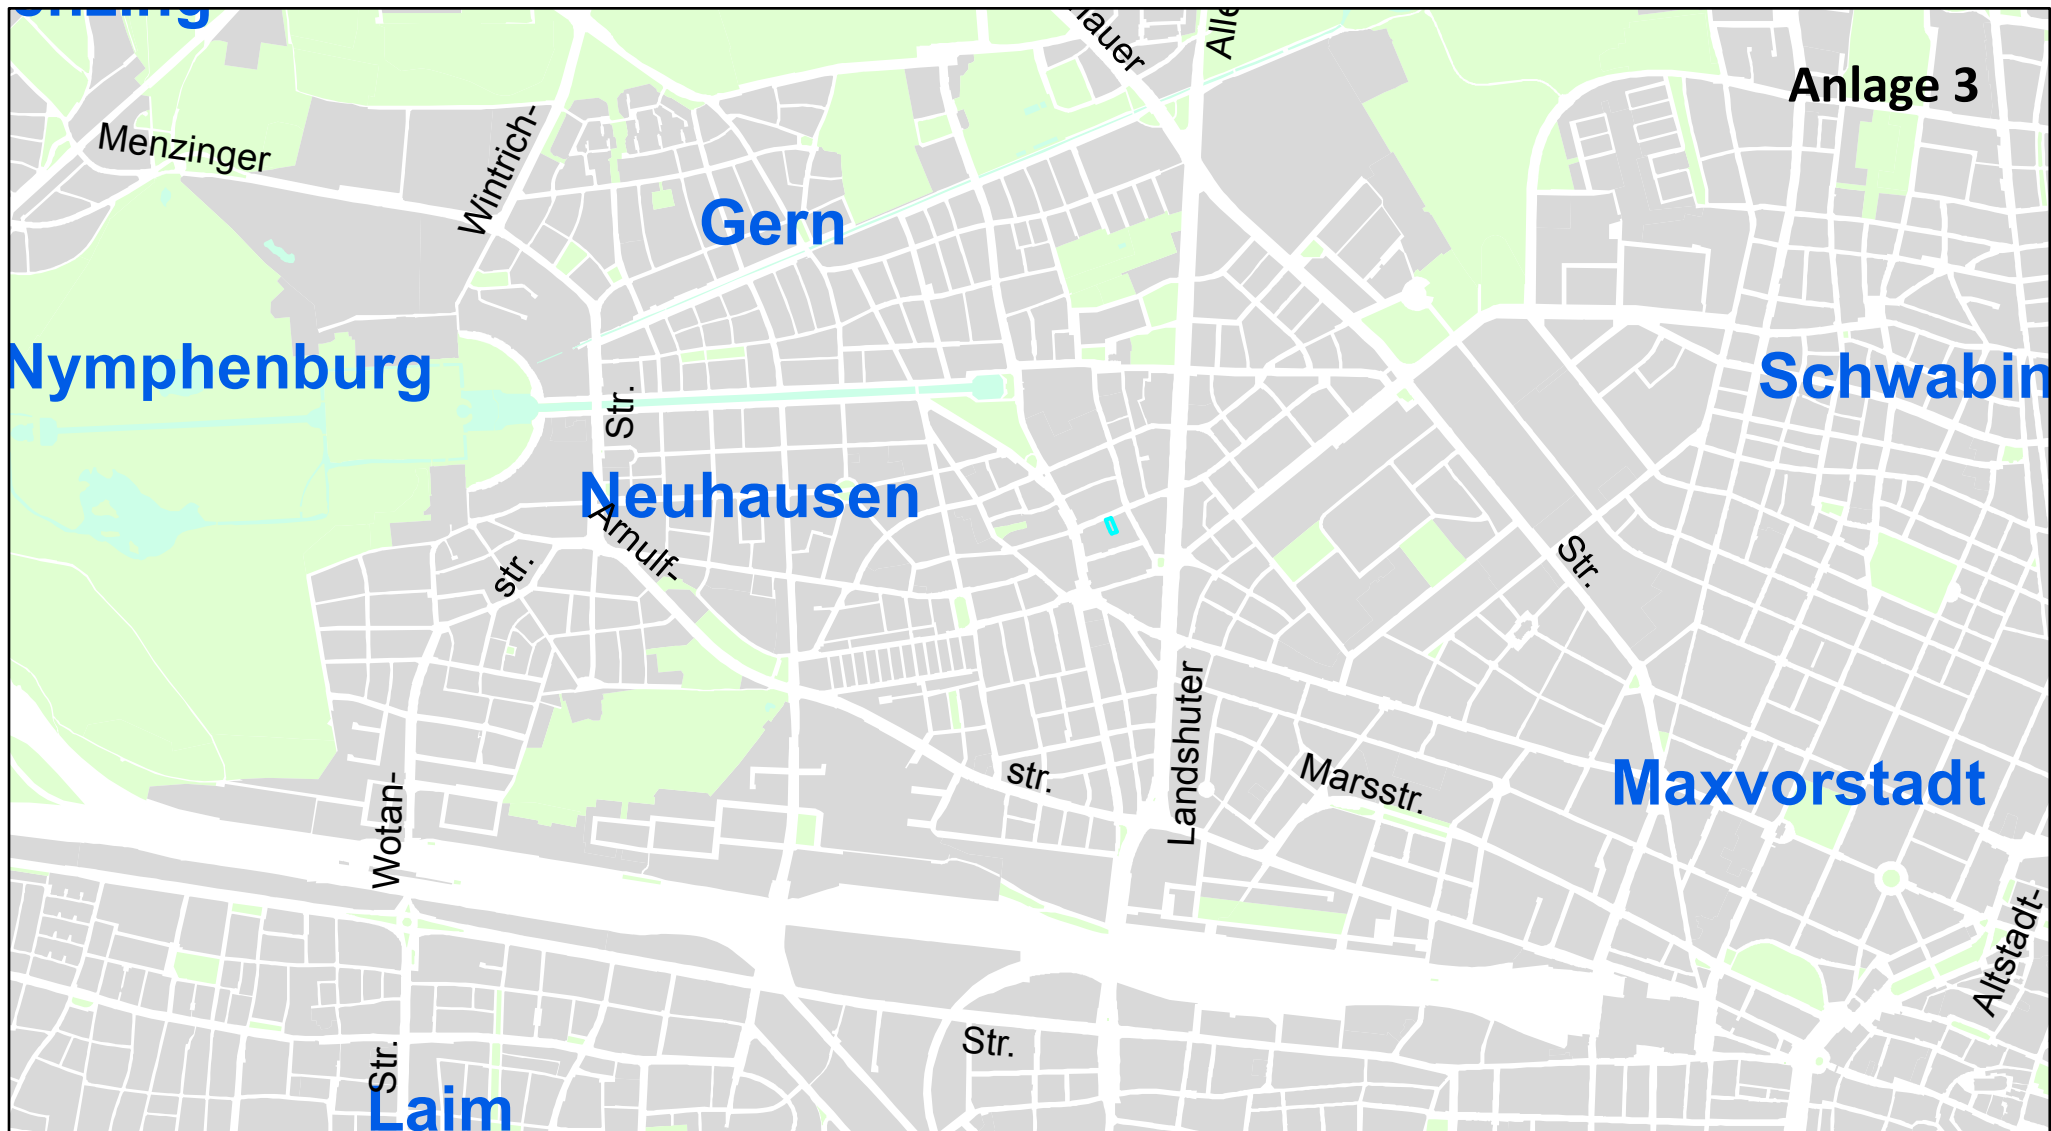 Anlage 3
Menzinger
Wintrich-
Gern
Nymphenburg
Schwabin
Str.
Neuhausen
Arnulf-
str.
Str.
Landshuter
str.
Marsstr.
Maxvorstadt
Wotan-
Altstadt-
Str.
Str.
Laim